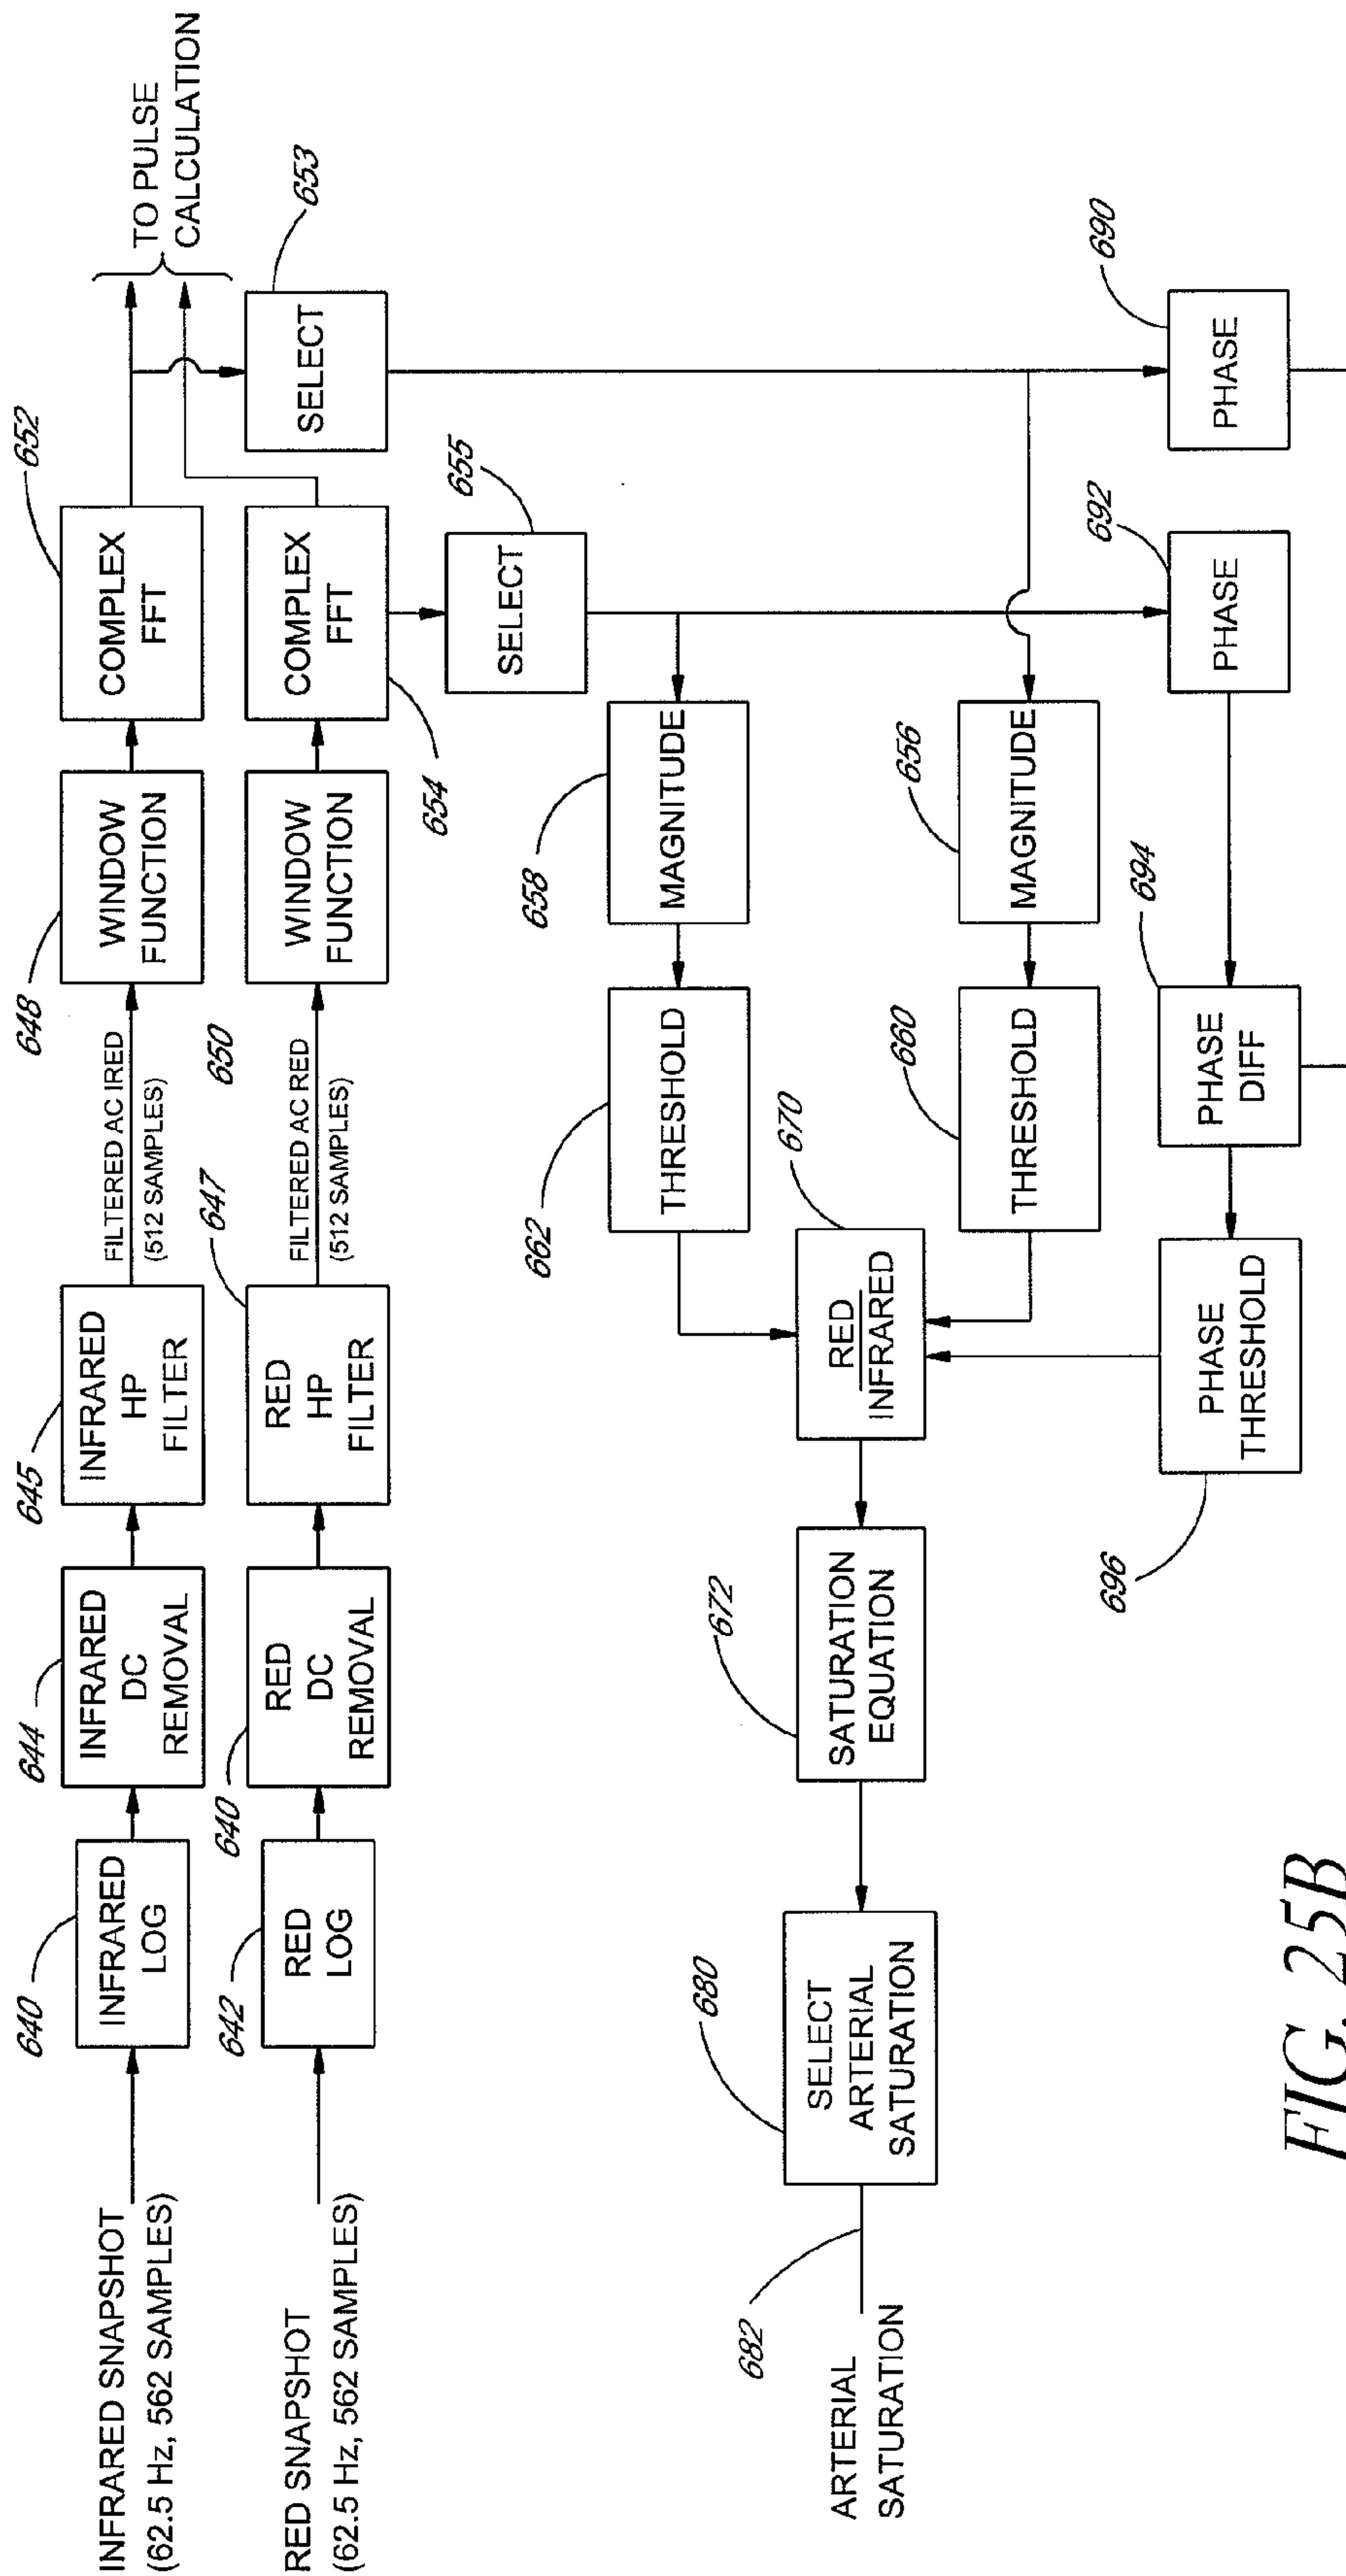 INFRARED SNAPSHOT
(62.5 Hz, 562 SAMPLES)
640
INFRARED
LOG
644
INFRARED
DC
REMOVAL
645
INFRARED
HP
FILTER
FILTERED AC IRED
(512 SAMPLES)
648
WINDOW
FUNCTION
652
COMPLEX
FFT
TO PULSE
CALCULATION
RED SNAPSHOT
(62.5 Hz, 562 SAMPLES)
642
RED
LOG
640
RED
DC
REMOVAL
647
RED
HP
FILTER
FILTERED AC RED
(512 SAMPLES)
650
WINDOW
FUNCTION
654
COMPLEX
FFT
653
SELECT
655
SELECT
662
THRESHOLD
658
MAGNITUDE
ARTERIAL
SATURATION
682
680
SELECT
ARTERIAL
SATURATION
672
SATURATION
EQUATION
670
RED
INFRARED
660
THRESHOLD
656
MAGNITUDE
696
PHASE
THRESHOLD
694
PHASE
DIFF
692
PHASE
690
PHASE
FIG. 25B